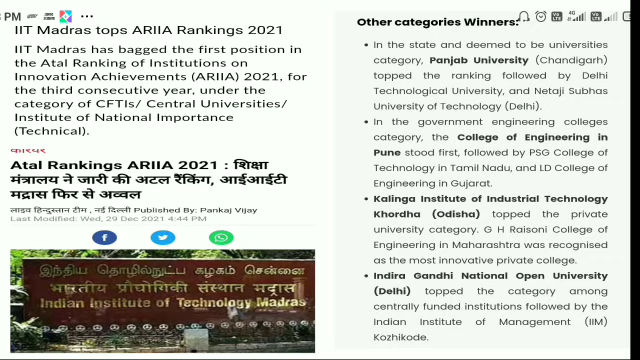 PM
4G
IIT Madras tops ARIIA Rankings 2021
IIT Madras has bagged the first position in
the Atal Ranking of Institutions on
Innovation Achievements (ARIIA) 2021, for
the third consecutive year, under the
category of CFTIs/ Central Universities/
Institute of National Importance
(Technical).
करियर
Atal Rankings ARIIA 2021 : शिक्षा
मंत्रालय ने जारी की अटल रैंकिंग, आईआईटी
मद्रास फिर से अव्वल
लाइव हिन्दुस्तान टीम , नई दिल्ली Published By: Pankaj Vijay
Last Modified: Wed, 29 Dec 2021 4:44 PM
இந்திய தொழில்நுட்ப கழகம் சென்னை
भारतीय प्रौद्योगिकी संस्थान मद्रास
Indian Institute of Technology Madras
Other categories Winners:
In the state and deemed to be universities
category, Panjab University (Chandigarh)
topped the ranking followed by Delhi
Technological University, and Netaji Subhas
University of Technology (Delhi).
In the government engineering colleges
category, the College of Engineering in
Pune stood first, followed by PSG College of
Technology in Tamil Nadu, and LD College of
Engineering in Gujarat.
Kalinga Institute of Industrial Technology
Khordha (Odisha) topped the private
university category. G H Raisoni College of
Engineering in Maharashtra was recognised
as the most innovative private college.
Indira Gandhi National Open University
(Delhi) topped the category among
centrally funded institutions followed by the
Indian Institute of Management (IIM)
Kozhikode.